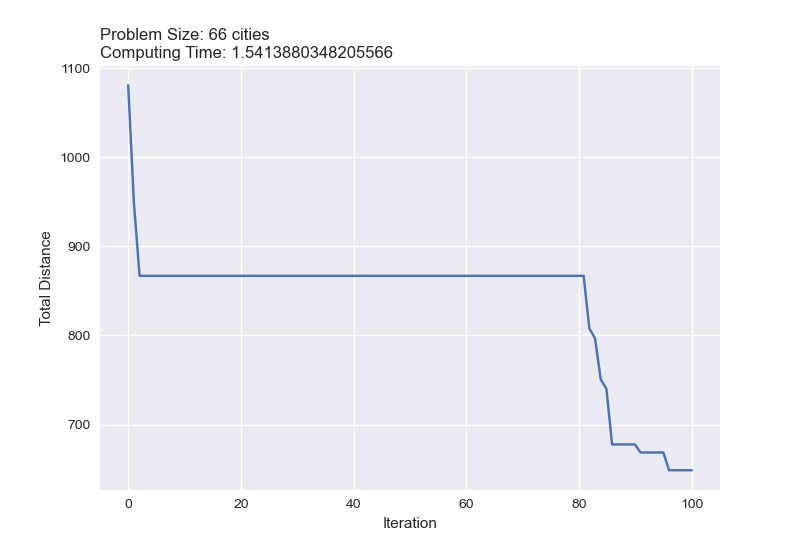 Problem Size: 66 cities
Computing Time: 1.5413880348205566
1100
1000
900
800
700
Total Distance
0 20 40 60 80 100
Iteration